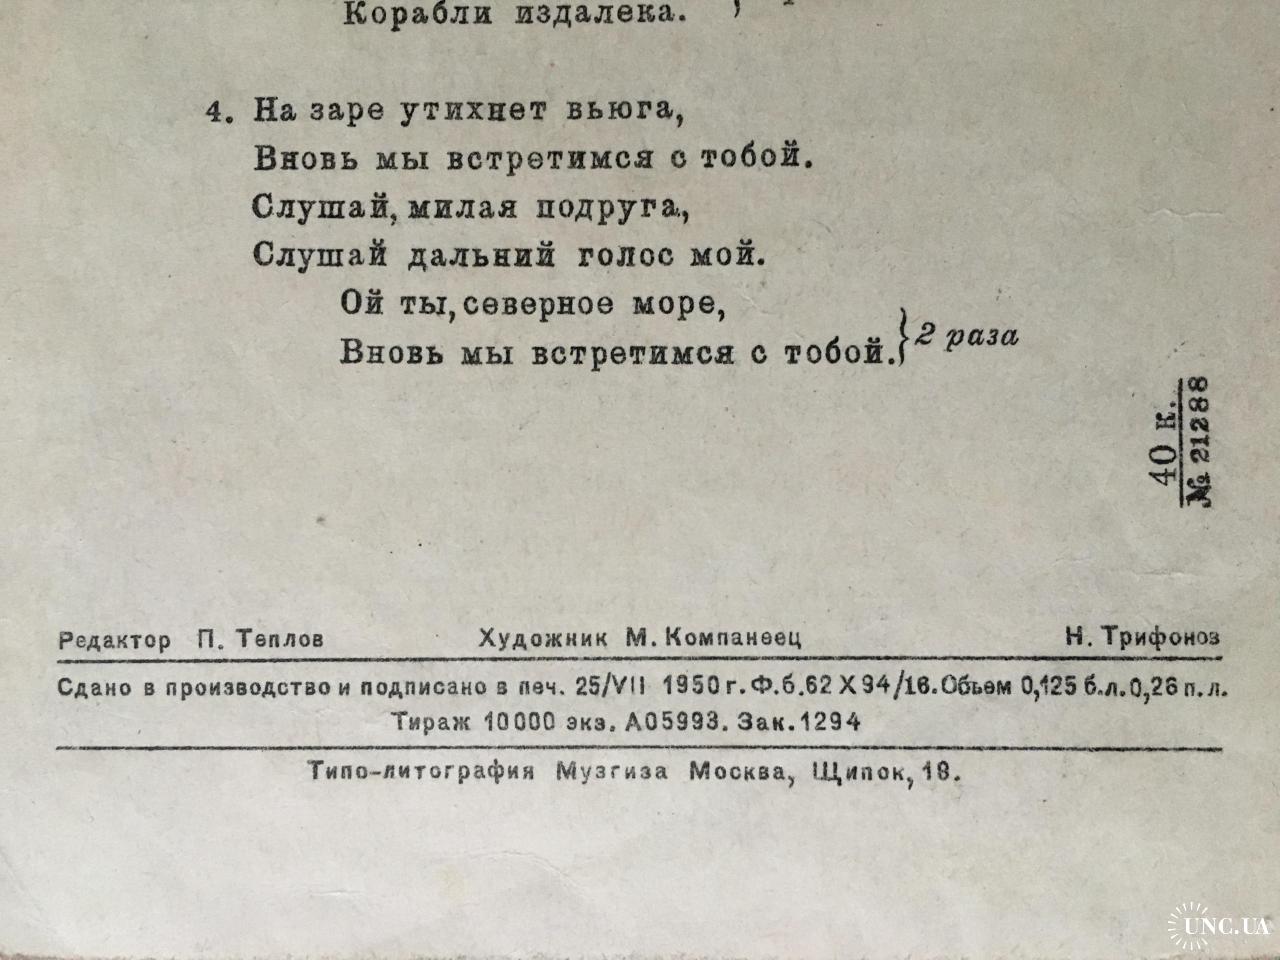 Корабли издалека.
4. На заре утихнет вьюга,
Вновь мы встретимся с тобой.
Слушай, милая подруга,
Слушай дальний голос мой.
Ой ты, северное море,
Вновь мы встретимся с тобой.} 2 раза
40 к.
№ 21288
Редактор П. Теплов Художник М. Компанеец Н. Трифонов
Сдано в производство и подписано в печ. 25/VII 1950 г. Ф.б. 62 X 94/16. Объем 0,125 б.л. 0,26 п.л.
Тираж 10000 экз. А05993. Зак. 1294
Типо-литография Музгиза Москва, Щипок, 18.
UNC.UA